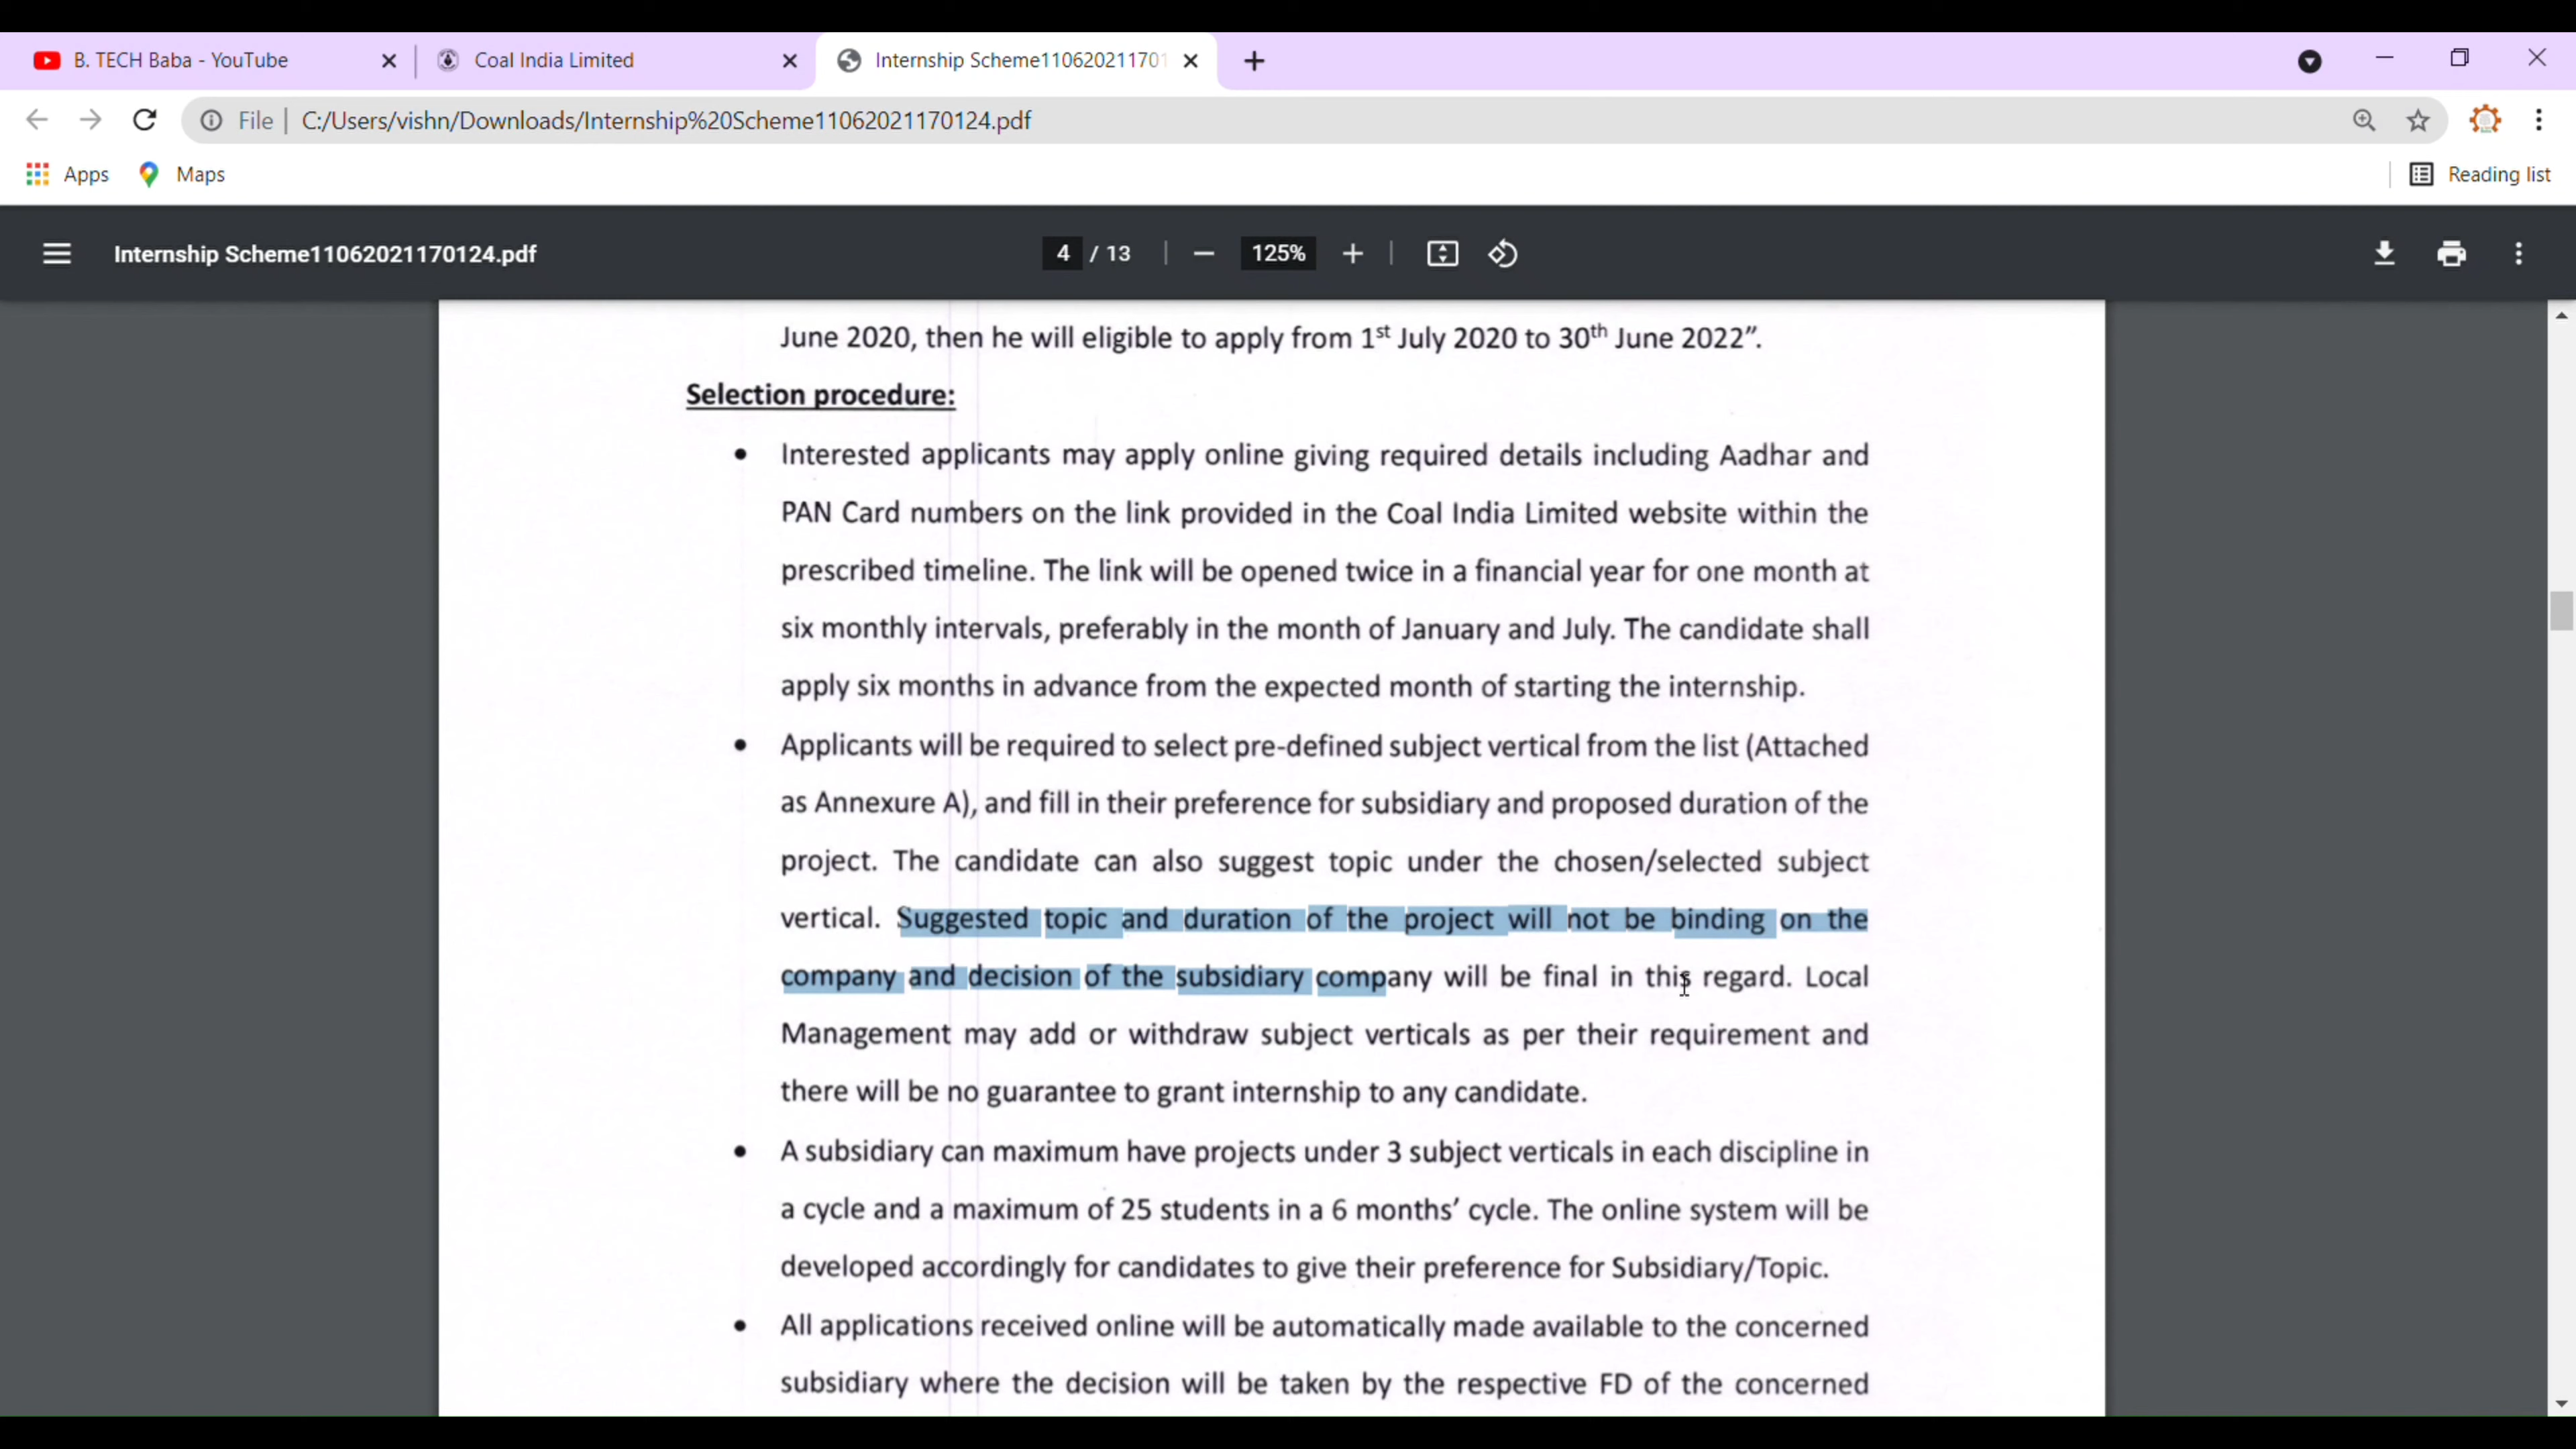 B. TECH Baba - YouTube
Coal India Limited
Internship Scheme110620211701
File
C:/Users/vishn/Downloads/Internship%20Scheme11062021170124.pdf
Apps
Maps
Reading list
Internship Scheme11062021170124.pdf
4 / 13
125%
June 2020, then he will eligible to apply from 1st July 2020 to 30th June 2022”.
Selection procedure:
• Interested applicants may apply online giving required details including Aadhar and
PAN Card numbers on the link provided in the Coal India Limited website within the
prescribed timeline. The link will be opened twice in a financial year for one month at
six monthly intervals, preferably in the month of January and July. The candidate shall
apply six months in advance from the expected month of starting the internship.
• Applicants will be required to select pre-defined subject vertical from the list (Attached
as Annexure A), and fill in their preference for subsidiary and proposed duration of the
project. The candidate can also suggest topic under the chosen/selected subject
vertical. Suggested topic and duration of the project will not be binding on the
company and decision of the subsidiary company will be final in this regard. Local
Management may add or withdraw subject verticals as per their requirement and
there will be no guarantee to grant internship to any candidate.
• A subsidiary can maximum have projects under 3 subject verticals in each discipline in
a cycle and a maximum of 25 students in a 6 months’ cycle. The online system will be
developed accordingly for candidates to give their preference for Subsidiary/Topic.
• All applications received online will be automatically made available to the concerned
subsidiary where the decision will be taken by the respective FD of the concerned